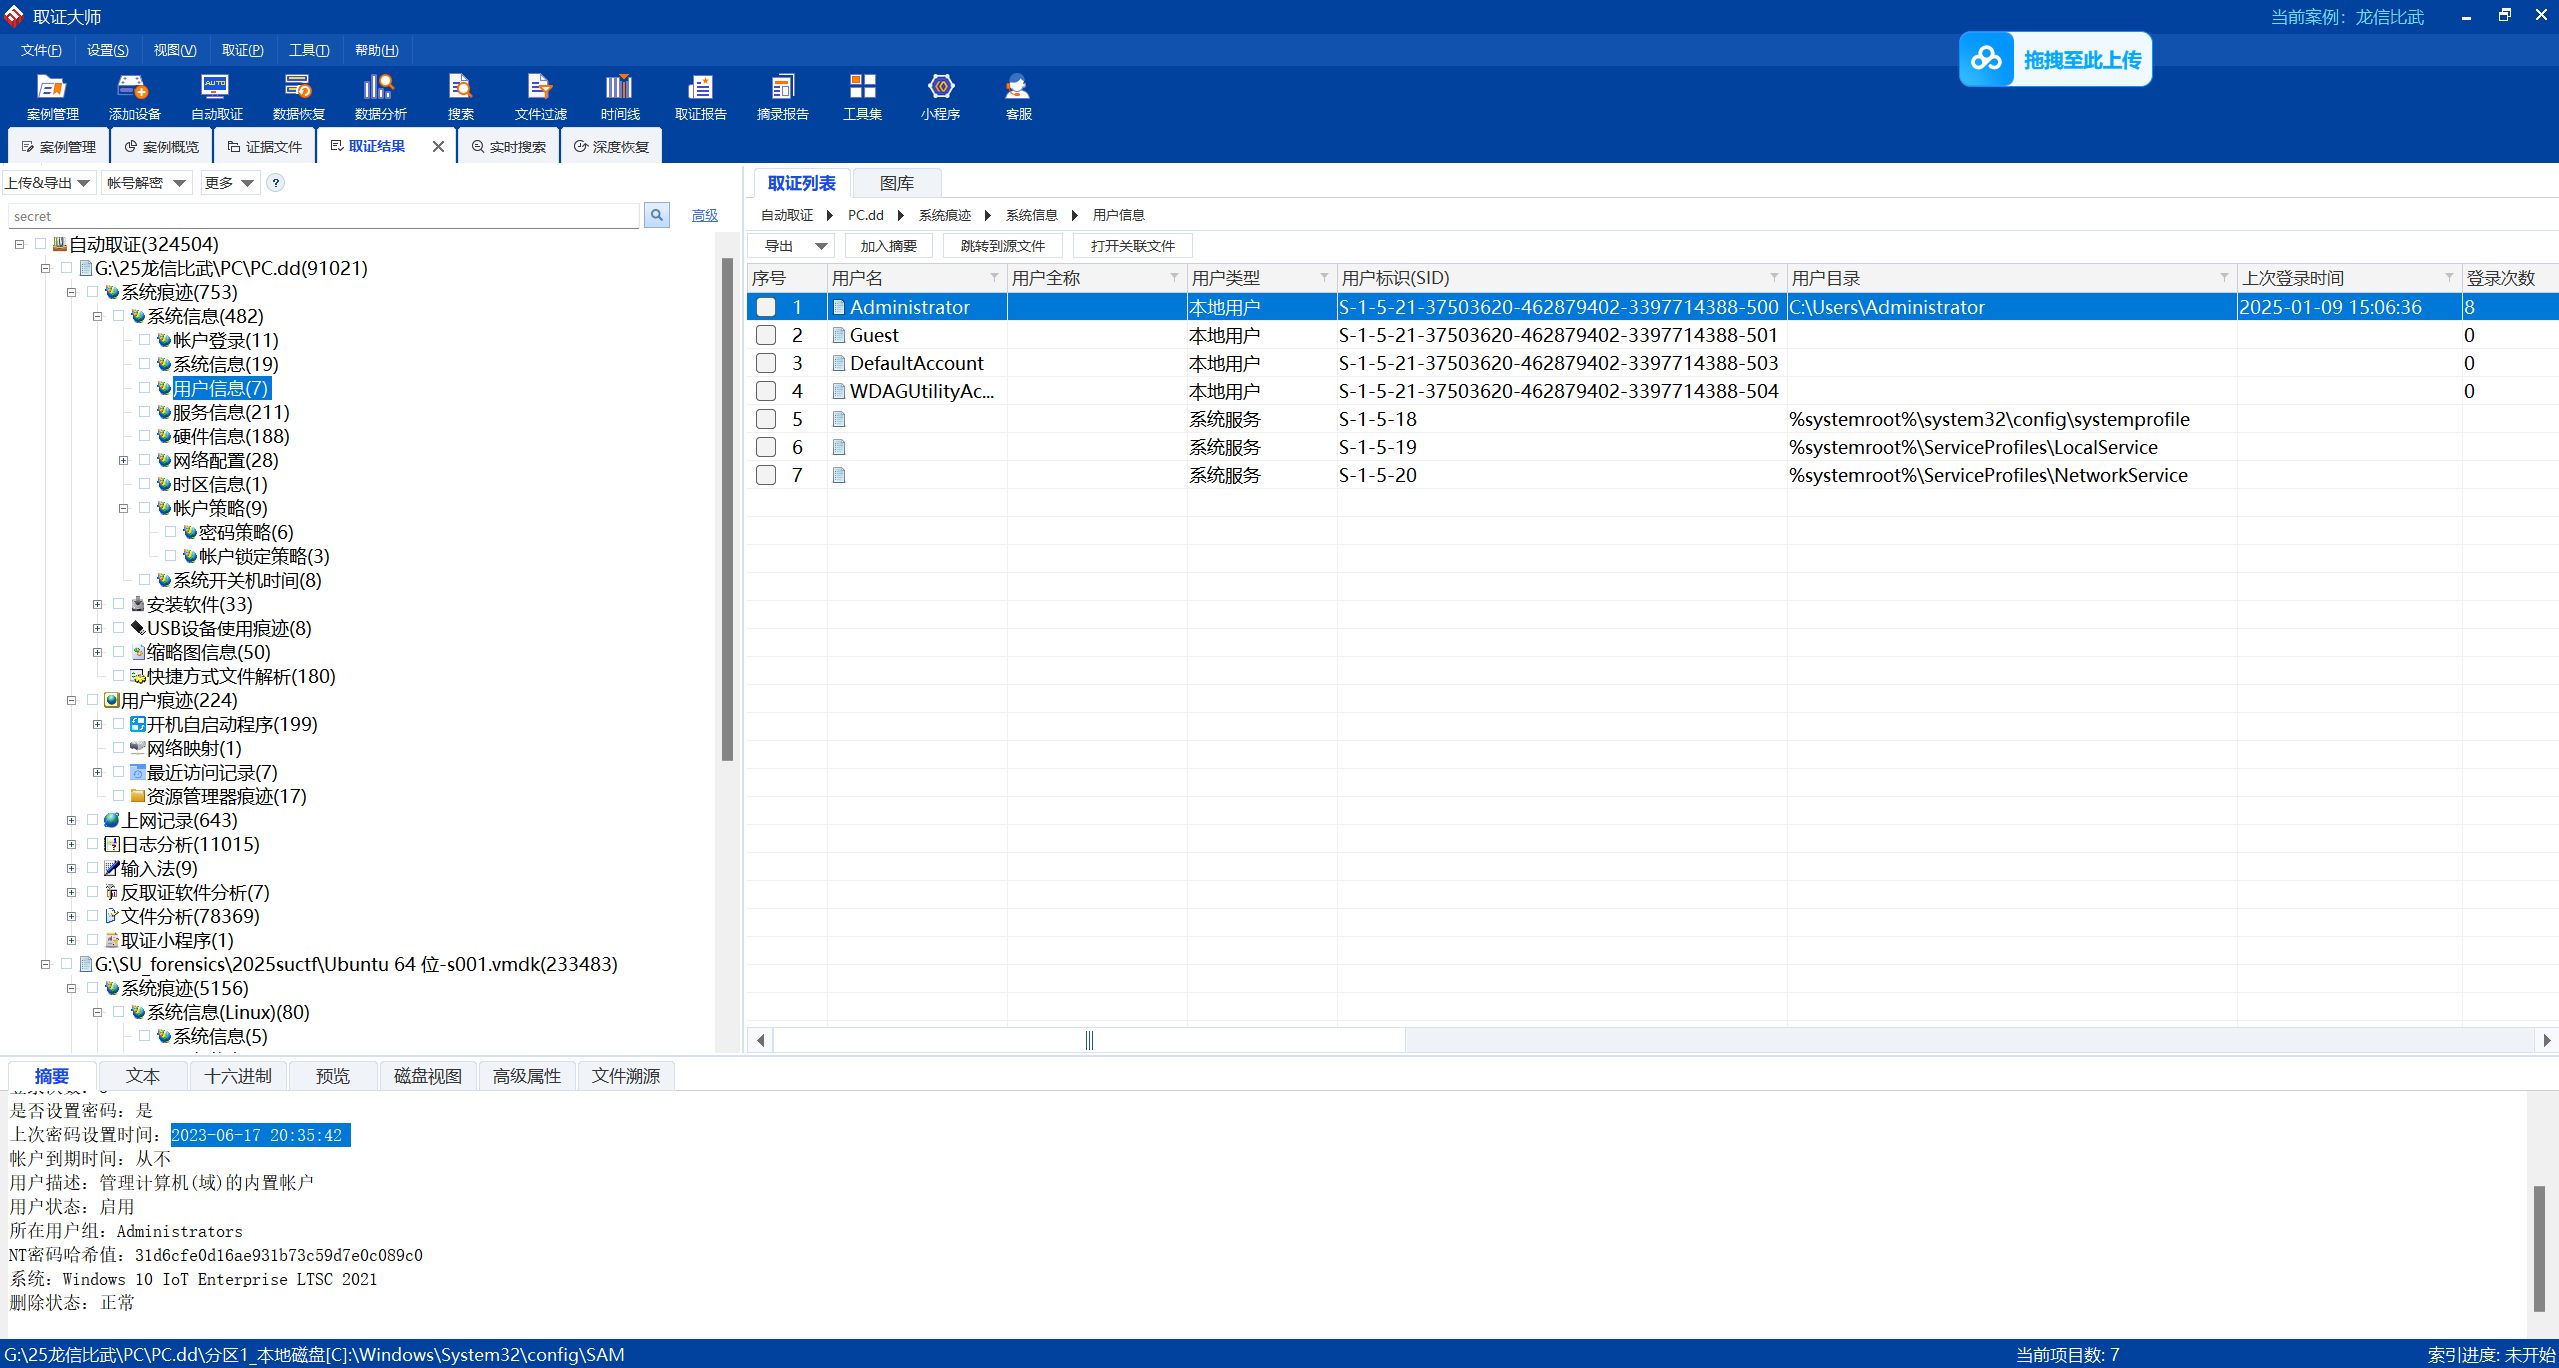 取证大师
当前案例：龙信比武
文件(F) 设置(S) 视图(V) 取证(P) 工具(T) 帮助(H)
拖拽至此上传
案例管理 添加设备 自动取证 数据恢复 数据分析 搜索 文件过滤 时间线 取证报告 摘录报告 工具集 小程序 客服
案例管理 案例概览 证据文件 取证结果 实时搜索 深度恢复
上传&导出 帐号解密 更多 ?
secret 高级
自动取证(324504)
G:\25龙信比武\PC\PC.dd(91021)
系统痕迹(753)
系统信息(482)
帐户登录(11)
系统信息(19)
用户信息(7)
服务信息(211)
硬件信息(188)
网络配置(28)
时区信息(1)
帐户策略(9)
密码策略(6)
帐户锁定策略(3)
系统开关机时间(8)
安装软件(33)
USB设备使用痕迹(8)
缩略图信息(50)
快捷方式文件解析(180)
用户痕迹(224)
开机自启动程序(199)
网络映射(1)
最近访问记录(7)
资源管理器痕迹(17)
上网记录(643)
日志分析(11015)
输入法(9)
反取证软件分析(7)
文件分析(78369)
取证小程序(1)
G:\SU_forensics\2025suctf\Ubuntu 64 位-s001.vmdk(233483)
系统痕迹(5156)
系统信息(Linux)(80)
系统信息(5)
取证列表 图库
自动取证 PC.dd 系统痕迹 系统信息 用户信息
导出 加入摘要 跳转到源文件 打开关联文件
序号 用户名 用户全称 用户类型 用户标识(SID) 用户目录 上次登录时间 登录次数
1 Administrator 本地用户 S-1-5-21-37503620-462879402-3397714388-500 C:\Users\Administrator 2025-01-09 15:06:36 8
2 Guest 本地用户 S-1-5-21-37503620-462879402-3397714388-501 0
3 DefaultAccount 本地用户 S-1-5-21-37503620-462879402-3397714388-503 0
4 WDAGUtilityAc... 本地用户 S-1-5-21-37503620-462879402-3397714388-504 0
5 系统服务 S-1-5-18 %systemroot%\system32\config\systemprofile
6 系统服务 S-1-5-19 %systemroot%\ServiceProfiles\LocalService
7 系统服务 S-1-5-20 %systemroot%\ServiceProfiles\NetworkService
摘要 文本 十六进制 预览 磁盘视图 高级属性 文件溯源
是否设置密码：是
上次密码设置时间：2023-06-17 20:35:42
帐户到期时间：从不
用户描述：管理计算机(域)的内置帐户
用户状态：启用
所在用户组：Administrators
NT密码哈希值：31d6cfe0d16ae931b73c59d7e0c089c0
系统：Windows 10 IoT Enterprise LTSC 2021
删除状态：正常
G:\25龙信比武\PC\PC.dd\分区1_本地磁盘[C]:\Windows\System32\config\SAM
当前项目数: 7
索引进度: 未开始